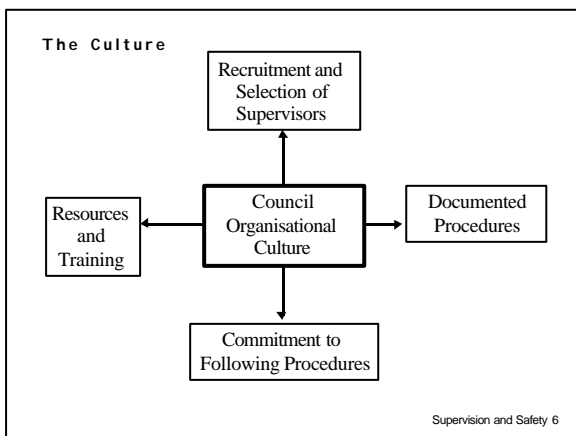 The Culture
Recruitment and
Selection of
Supervisors
Resources
and
Training
Council
Organisational
Culture
Documented
Procedures
Commitment to
Following Procedures
Supervision and Safety 6